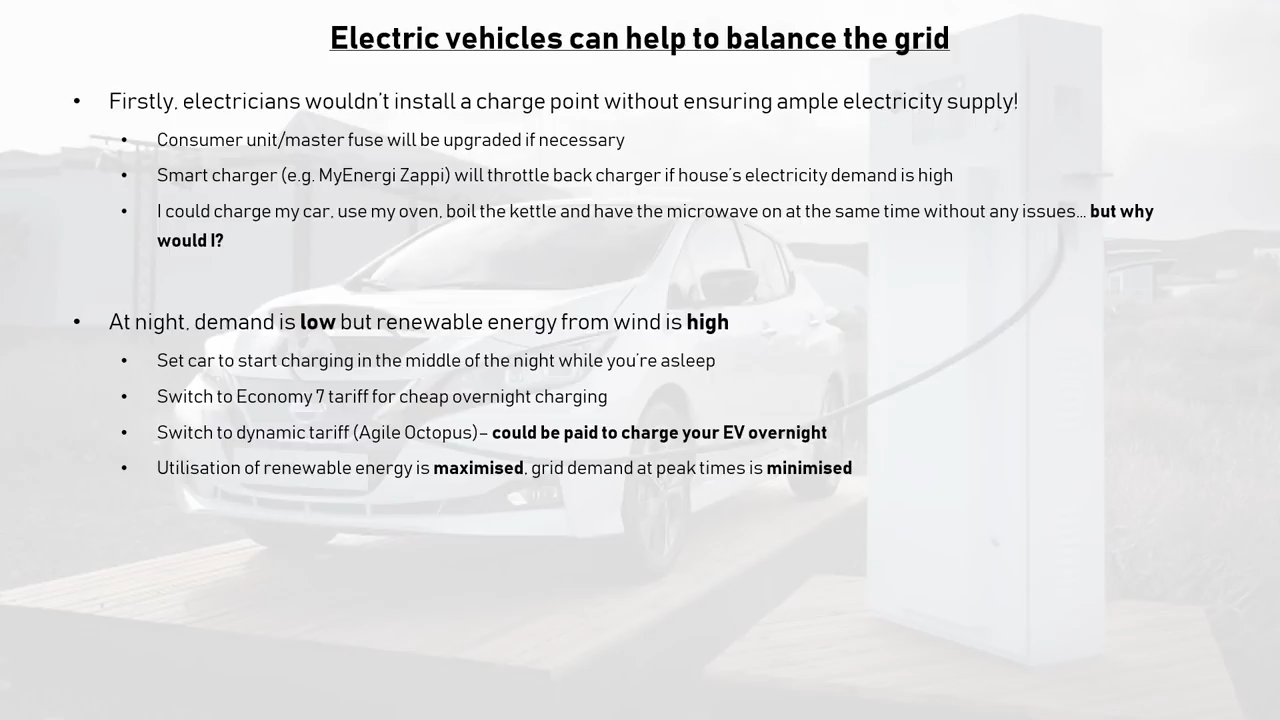 Electric vehicles can help to balance the grid
• Firstly, electricians wouldn't install a charge point without ensuring ample electricity supply!
• Consumer unit/master fuse will be upgraded if necessary
• Smart charger (e.g. MyEnergi Zappi) will throttle back charger if house's electricity demand is high
• I could charge my car, use my oven, boil the kettle and have the microwave on at the same time without any issues... but why
would I?
• At night, demand is low but renewable energy from wind is high
• Set car to start charging in the middle of the night while you're asleep
• Switch to Economy 7 tariff for cheap overnight charging
• Switch to dynamic tariff (Agile Octopus)– could be paid to charge your EV overnight
• Utilisation of renewable energy is maximised, grid demand at peak times is minimised